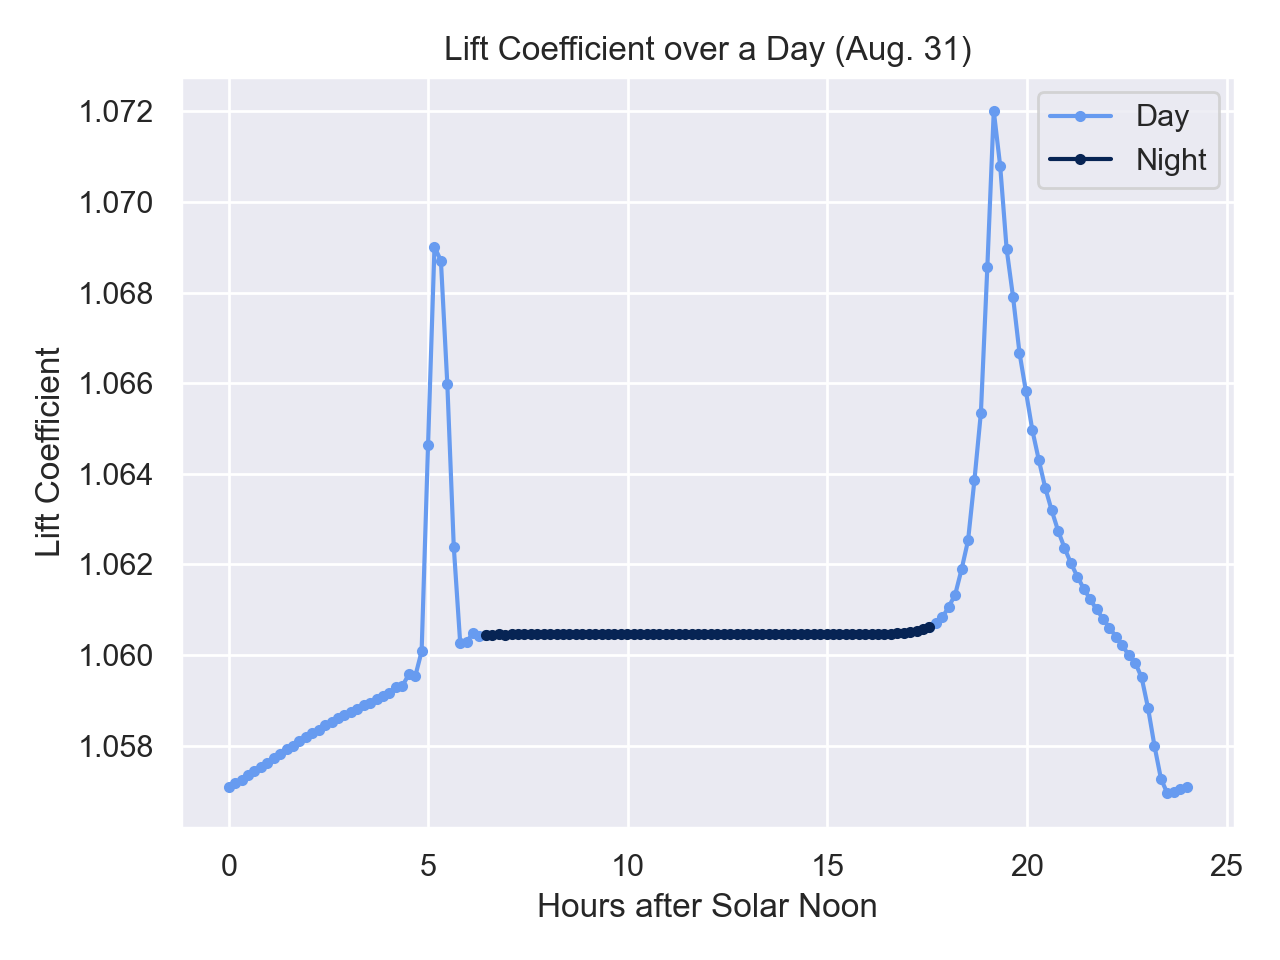 Lift Coefficient over a Day (Aug. 31)
Day
Night
1.072
1.070
1.068
1.066
1.064
1.062
1.060
1.058
Lift Coefficient
0 5 10 15 20 25
Hours after Solar Noon